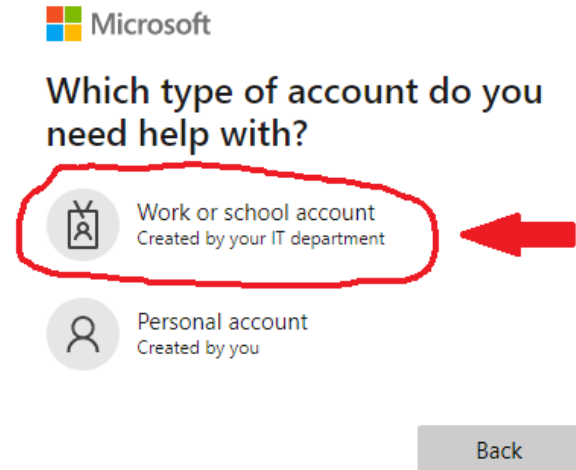 Microsoft
Which type of account do you
need help with?
Work or school account
Created by your IT department
Personal account
Created by you
Back